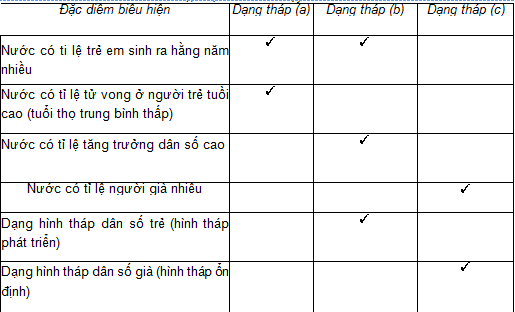 Đặc diểm biểu hiện Dạng tháp (a) Dạng tháp (b) Dạng tháp (c)
Nước có ti lệ trẻ em sinh ra hằng năm ✓ ✓
nhiều
Nước có tỉ lệ tử vong ở người trẻ tuồi ✓
cao (tuổi thọ trung bình thấp)
Nước có tỉ lệ tăng trưởng dân số cao ✓
Nước có tỉ lệ người già nhiều ✓
Dạng hình tháp dân số trẻ (hình tháp ✓
phát triển)
Dạng hình tháp dân số già (hình tháp ổn ✓
định)